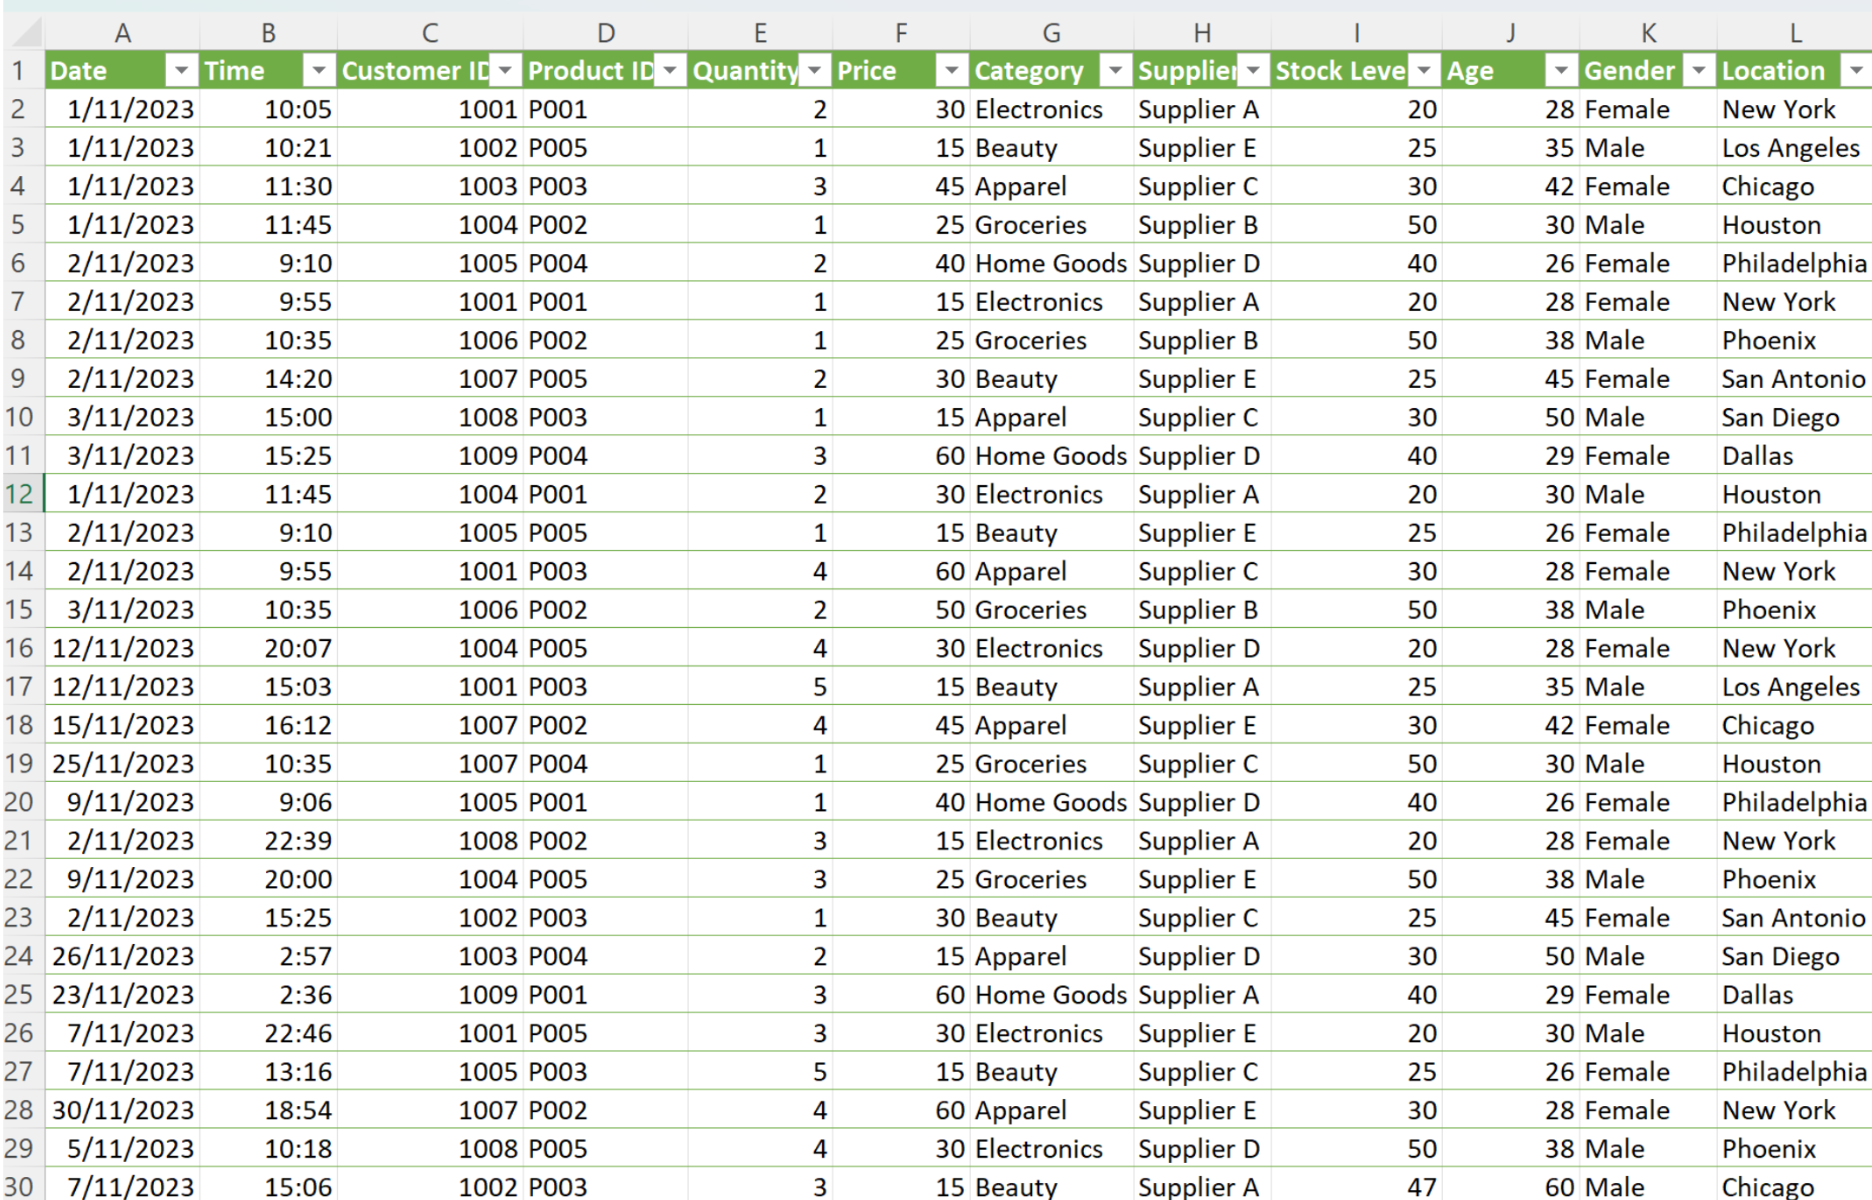 A B C D E F G H I J K L
1 Date Time Customer ID Product ID Quantity Price Category Supplier Stock Leve Age Gender Location
2 1/11/2023 10:05 1001 P001 2 30 Electronics Supplier A 20 28 Female New York
3 1/11/2023 10:21 1002 P005 1 15 Beauty Supplier E 25 35 Male Los Angeles
4 1/11/2023 11:30 1003 P003 3 45 Apparel Supplier C 30 42 Female Chicago
5 1/11/2023 11:45 1004 P002 1 25 Groceries Supplier B 50 30 Male Houston
6 2/11/2023 9:10 1005 P004 2 40 Home Goods Supplier D 40 26 Female Philadelphia
7 2/11/2023 9:55 1001 P001 1 15 Electronics Supplier A 20 28 Female New York
8 2/11/2023 10:35 1006 P002 1 25 Groceries Supplier B 50 38 Male Phoenix
9 2/11/2023 14:20 1007 P005 2 30 Beauty Supplier E 25 45 Female San Antonio
10 3/11/2023 15:00 1008 P003 1 15 Apparel Supplier C 30 50 Male San Diego
11 3/11/2023 15:25 1009 P004 3 60 Home Goods Supplier D 40 29 Female Dallas
12 1/11/2023 11:45 1004 P001 2 30 Electronics Supplier A 20 30 Male Houston
13 2/11/2023 9:10 1005 P005 1 15 Beauty Supplier E 25 26 Female Philadelphia
14 2/11/2023 9:55 1001 P003 4 60 Apparel Supplier C 30 28 Female New York
15 3/11/2023 10:35 1006 P002 2 50 Groceries Supplier B 50 38 Male Phoenix
16 12/11/2023 20:07 1004 P005 4 30 Electronics Supplier D 20 28 Female New York
17 12/11/2023 15:03 1001 P003 5 15 Beauty Supplier A 25 35 Male Los Angeles
18 15/11/2023 16:12 1007 P002 4 45 Apparel Supplier E 30 42 Female Chicago
19 25/11/2023 10:35 1007 P004 1 25 Groceries Supplier C 50 30 Male Houston
20 9/11/2023 9:06 1005 P001 1 40 Home Goods Supplier D 40 26 Female Philadelphia
21 2/11/2023 22:39 1008 P002 3 15 Electronics Supplier A 20 28 Female New York
22 9/11/2023 20:00 1004 P005 3 25 Groceries Supplier E 50 38 Male Phoenix
23 2/11/2023 15:25 1002 P003 1 30 Beauty Supplier C 25 45 Female San Antonio
24 26/11/2023 2:57 1003 P004 2 15 Apparel Supplier D 30 50 Male San Diego
25 23/11/2023 2:36 1009 P001 3 60 Home Goods Supplier A 40 29 Female Dallas
26 7/11/2023 22:46 1001 P005 3 30 Electronics Supplier E 20 30 Male Houston
27 7/11/2023 13:16 1005 P003 5 15 Beauty Supplier C 25 26 Female Philadelphia
28 30/11/2023 18:54 1007 P002 4 60 Apparel Supplier E 30 28 Female New York
29 5/11/2023 10:18 1008 P005 4 30 Electronics Supplier D 50 38 Male Phoenix
30 7/11/2023 15:06 1002 P003 3 15 Beauty Supplier A 47 60 Male Chicago